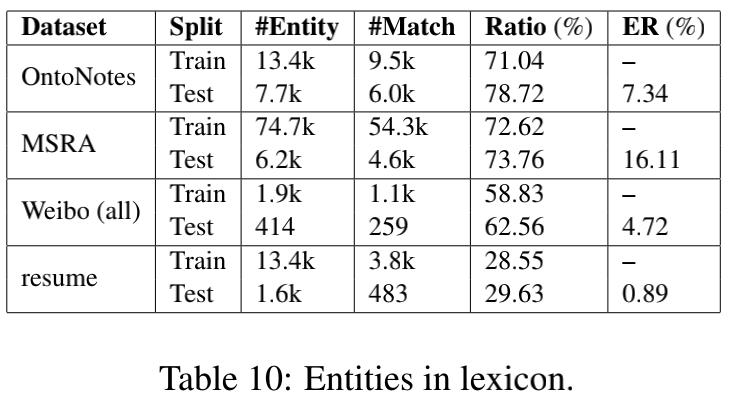 Dataset Split #Entity #Match Ratio (%) ER (%)
OntoNotes Train 13.4k 9.5k 71.04 –
Test 7.7k 6.0k 78.72 7.34
MSRA Train 74.7k 54.3k 72.62 –
Test 6.2k 4.6k 73.76 16.11
Weibo (all) Train 1.9k 1.1k 58.83 –
Test 414 259 62.56 4.72
resume Train 13.4k 3.8k 28.55 –
Test 1.6k 483 29.63 0.89
Table 10: Entities in lexicon.